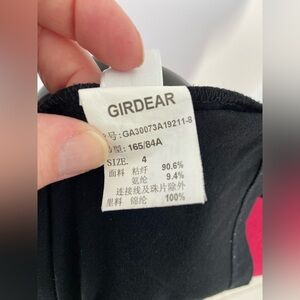 GIRDEAR
号:GA30073A19211-8
型: 165/84A
SIZE. 4
面料 粘纤 90.6%
氨纶 9.4%
连接线及珠片除外
里料 锦纶 100%